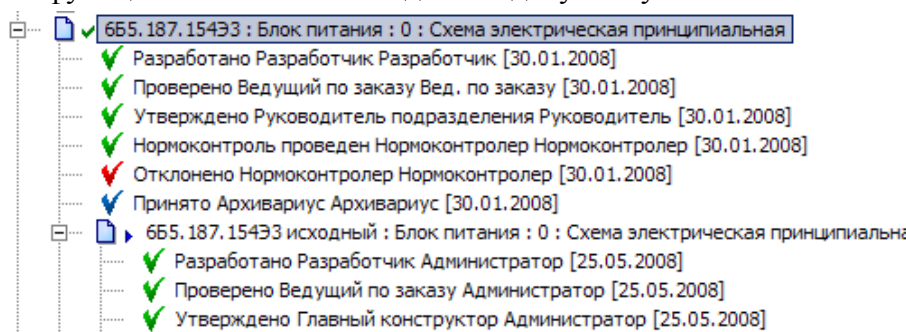 6Б5.187.154ЭЗ : Блок питания : 0 : Схема электрическая принципиальная
Разработано Разработчик Разработчик [30.01.2008]
Проверено Ведущий по заказу Вед. по заказу [30.01.2008]
Утверждено Руководитель подразделения Руководитель [30.01.2008]
Нормоконтроль проведен Нормоконтролер Нормоконтролер [30.01.2008]
Отклонено Нормоконтролер Нормоконтролер [30.01.2008]
Принято Архивариус Архивариус [30.01.2008]
6Б5.187.154ЭЗ исходный : Блок питания : 0 : Схема электрическая принципиальна
Разработано Разработчик Администратор [25.05.2008]
Проверено Ведущий по заказу Администратор [25.05.2008]
Утверждено Главный конструктор Администратор [25.05.2008]